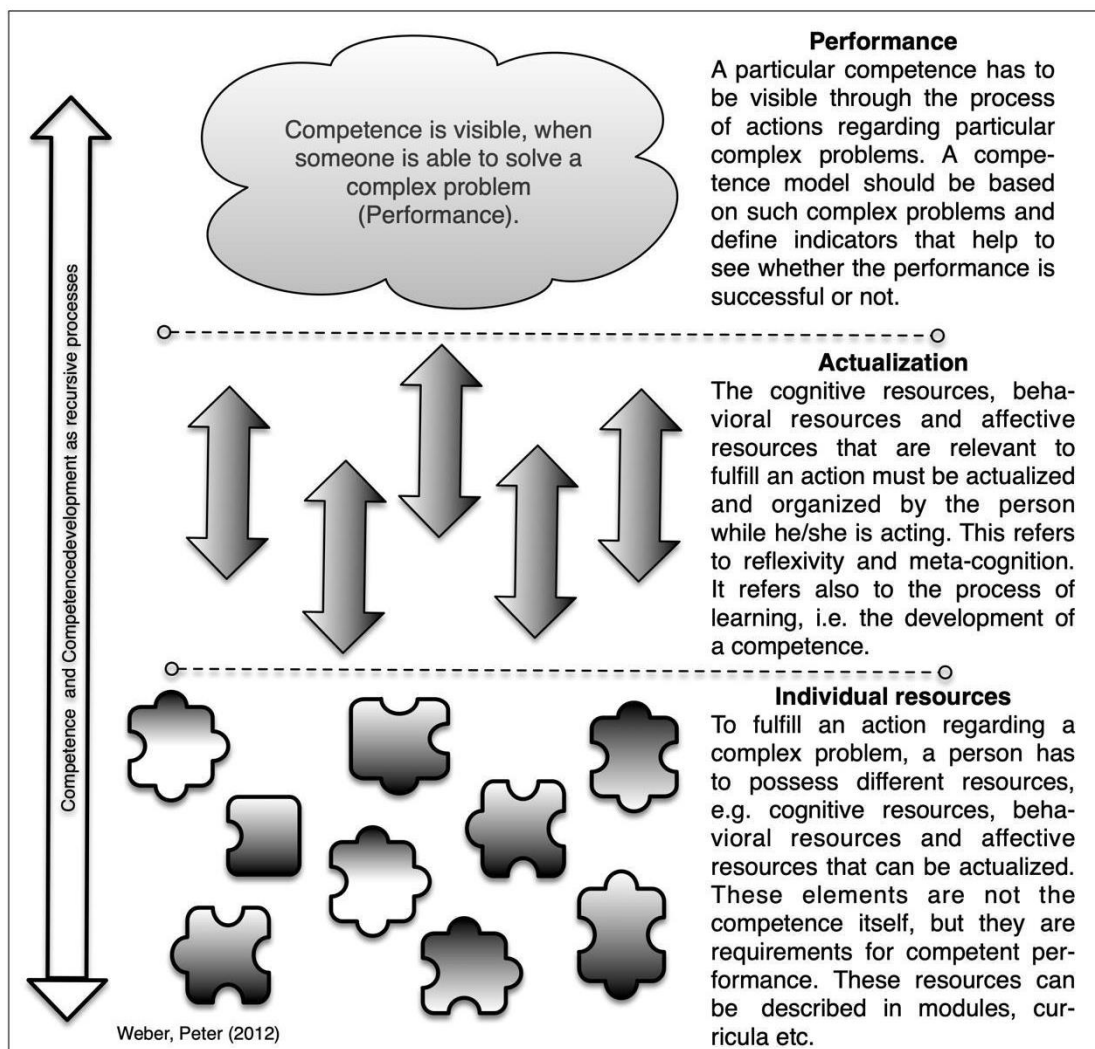 Performance
A particular competence has to
be visible through the process
of actions regarding particular
complex problems. A compe-
tence model should be based
on such complex problems and
define indicators that help to
see whether the performance is
successful or not.
Competence is visible, when
someone is able to solve a
complex problem
(Performance).
Competence and Competencedevelopment as recursive processes
Actualization
The cognitive resources, beha-
vioral resources and affective
resources that are relevant to
fulfill an action must be actualized
and organized by the person
while he/she is acting. This refers
to reflexivity and meta-cognition.
It refers also to the process of
learning, i.e. the development of
a competence.
Individual resources
To fulfill an action regarding a
complex problem, a person has
to possess different resources,
e.g. cognitive resources, beha-
vioral resources and affective
resources that can be actualized.
These elements are not the
competence itself, but they are
requirements for competent per-
formance. These resources can
be described in modules, cur-
ricula etc.
Weber, Peter (2012)